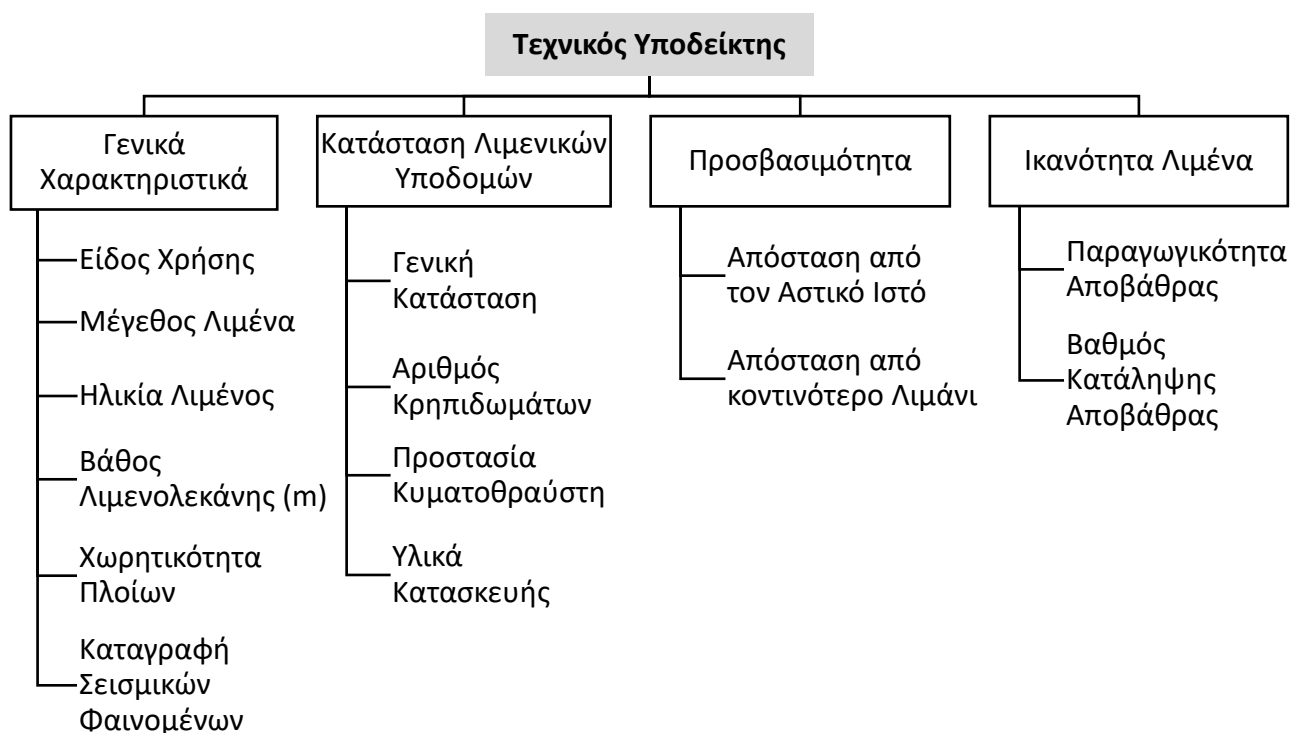 Τεχνικός Υποδείκτης
Γενικά
Χαρακτηριστικά
Είδος Χρήσης
Μέγεθος Λιμένα
Ηλικία Λιμένος
Βάθος
Λιμενολεκάνης (m)
Χωρητικότητα
Πλοίων
Καταγραφή
Σεισμικών
Φαινομένων
Κατάσταση Λιμενικών
Υποδομών
Γενική
Κατάσταση
Αριθμός
Κρηπιδωμάτων
Προστασία
Κυματοθραύστη
Υλικά
Κατασκευής
Προσβασιμότητα
Απόσταση από
τον Αστικό Ιστό
Απόσταση από
κοντινότερο Λιμάνι
Ικανότητα Λιμένα
Παραγωγικότητα
Αποβάθρας
Βαθμός
Κατάληψης
Αποβάθρας